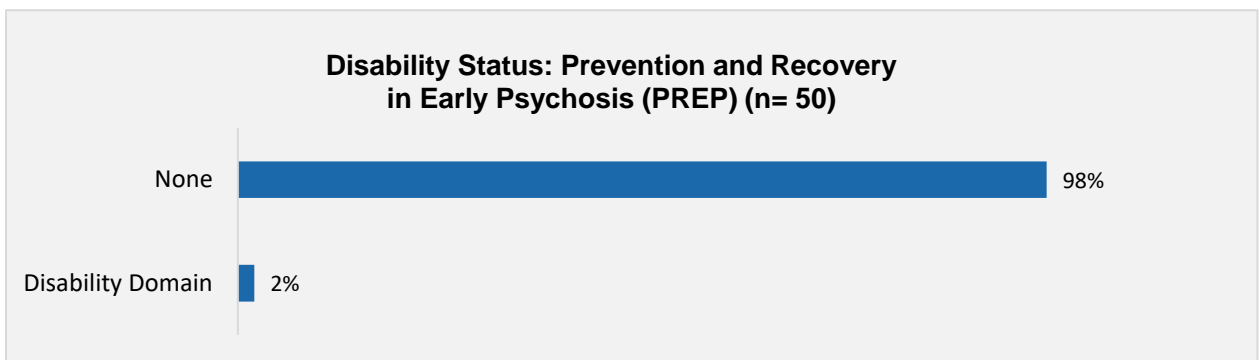 Disability Status: Prevention and Recovery
in Early Psychosis (PREP) (n= 50)
None
98%
Disability Domain
2%